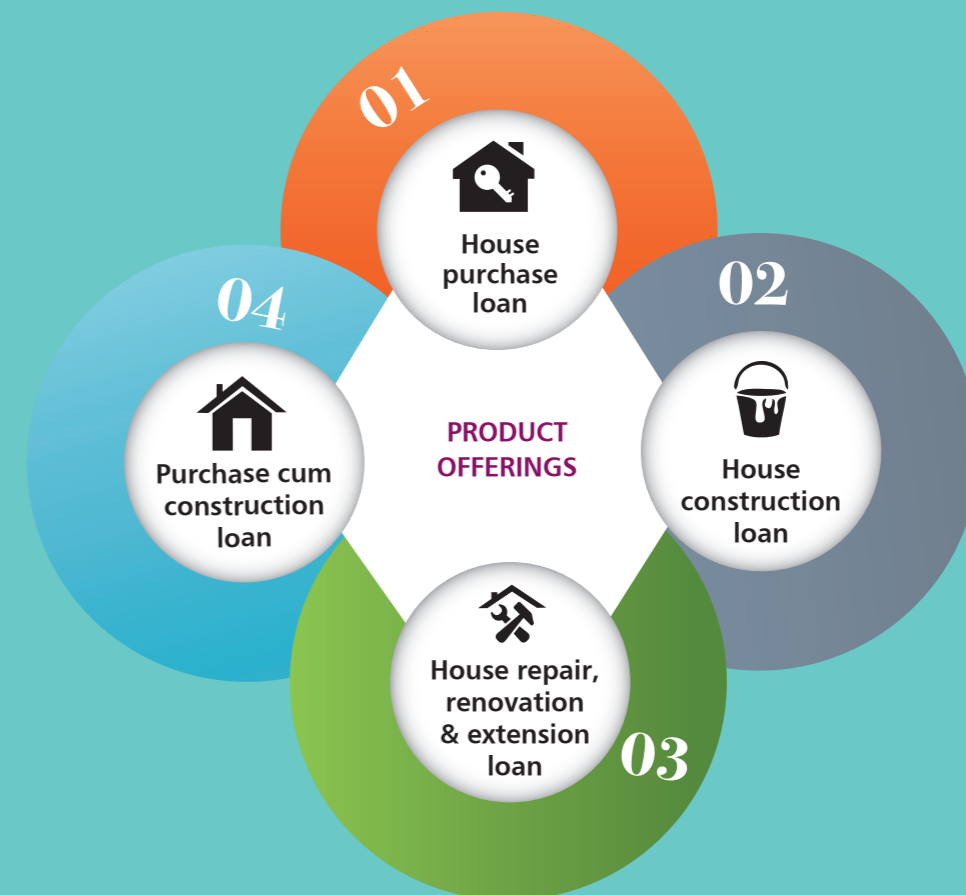 01
House
purchase
loan
02
House
construction
loan
03
House repair,
renovation
& extension
loan
04
Purchase cum
construction
loan
PRODUCT
OFFERINGS